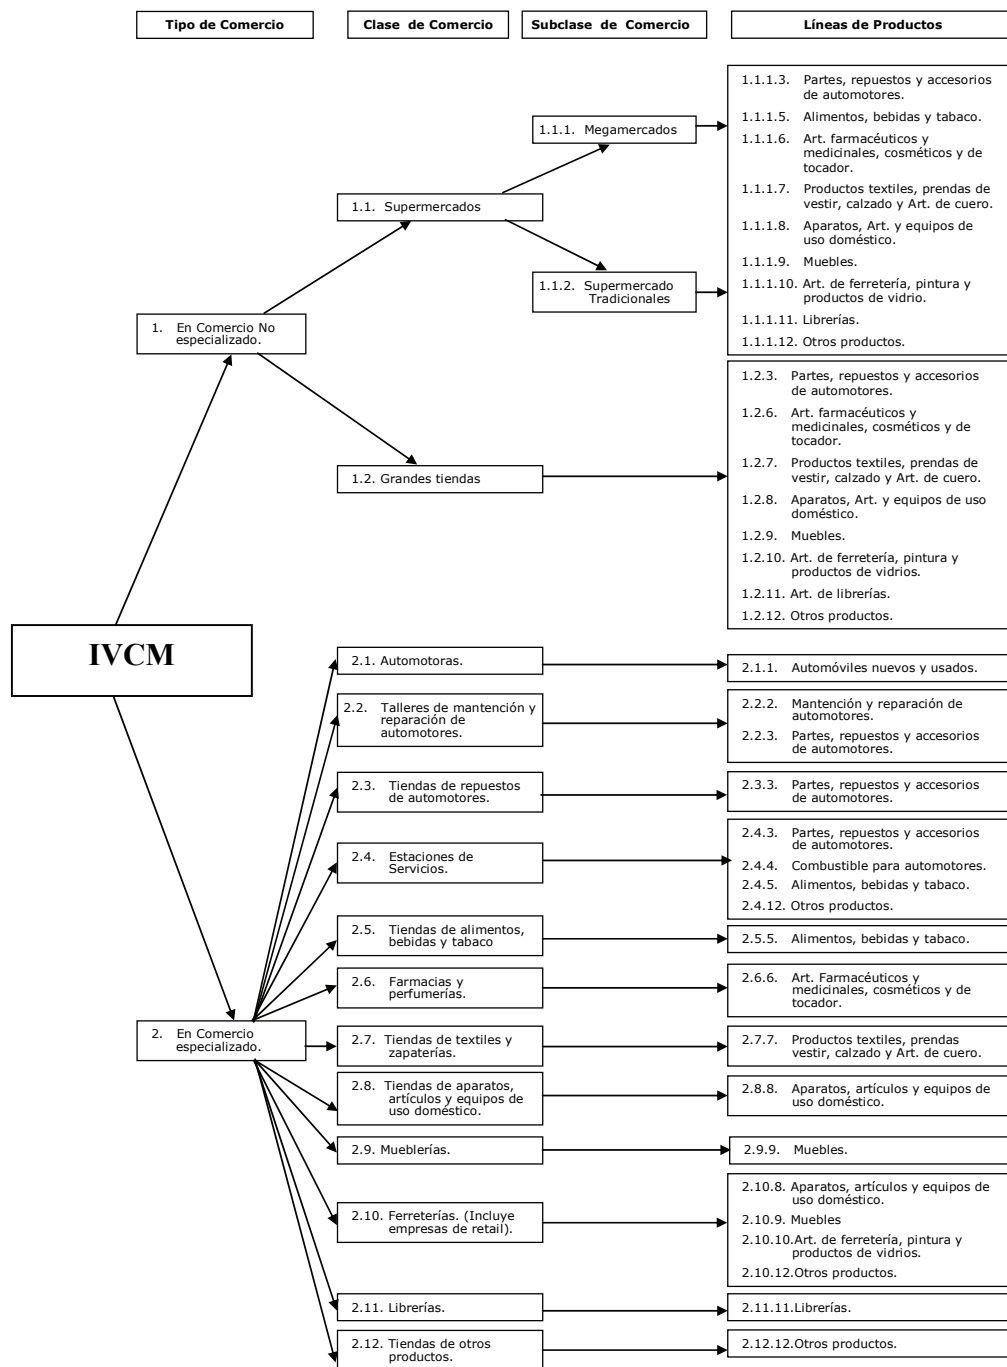 Tipo de Comercio
Clase de Comercio
Subclase de Comercio
Líneas de Productos
1.1.1.3. Partes, repuestos y accesorios
de automotores.
1.1.1.5. Alimentos, bebidas y tabaco.
1.1.1.6. Art. farmacéuticos y
medicinales, cosméticos y de
tocador.
1.1.1.7. Productos textiles, prendas de
vestir, calzado y Art. de cuero.
1.1.1.8. Aparatos, Art. y equipos de
uso doméstico.
1.1.1.9. Muebles.
1.1.1.10. Art. de ferretería, pintura y
productos de vidrio.
1.1.1.11. Librerías.
1.1.1.12. Otros productos.
1.1.1. Megamercados
1.1. Supermercados
1.1.2. Supermercado
Tradicionales
1. En Comercio No
especializado.
1.2.3. Partes, repuestos y accesorios
de automotores.
1.2.6. Art. farmacéuticos y
medicinales, cosméticos y de
tocador.
1.2.7. Productos textiles, prendas de
vestir, calzado y Art. de cuero.
1.2.8. Aparatos, Art. y equipos de uso
doméstico.
1.2.9. Muebles.
1.2.10. Art. de ferretería, pintura y
productos de vidrios.
1.2.11. Art. de librerías.
1.2.12. Otros productos.
1.2. Grandes tiendas
IVCM
2.1. Automotoras.
2.1.1. Automóviles nuevos y usados.
2.2. Talleres de mantención y
reparación de
automotores.
2.2.2. Mantención y reparación de
automotores.
2.2.3. Partes, repuestos y accesorios
de automotores.
2.3. Tiendas de repuestos
de automotores.
2.3.3. Partes, repuestos y accesorios
de automotores.
2.4. Estaciones de
Servicios.
2.4.3. Partes, repuestos y accesorios
de automotores.
2.4.4. Combustible para automotores.
2.4.5. Alimentos, bebidas y tabaco.
2.4.12. Otros productos.
2.5. Tiendas de alimentos,
bebidas y tabaco
2.5.5. Alimentos, bebidas y tabaco.
2.6. Farmacias y
perfumerías.
2.6.6. Art. Farmacéuticos y
medicinales, cosméticos y de
tocador.
2. En Comercio
especializado.
2.7. Tiendas de textiles y
zapaterías.
2.7.7. Productos textiles, prendas
vestir, calzado y Art. de cuero.
2.8. Tiendas de aparatos,
artículos y equipos de
uso doméstico.
2.8.8. Aparatos, artículos y equipos de
uso doméstico.
2.9. Mueblerías.
2.9.9. Muebles.
2.10. Ferreterías. (Incluye
empresas de retail).
2.10.8. Aparatos, artículos y equipos de
uso doméstico.
2.10.9. Muebles
2.10.10.Art. de ferretería, pintura y
productos de vidrios.
2.10.12.Otros productos.
2.11. Librerías.
2.11.11.Librerías.
2.12. Tiendas de otros
productos.
2.12.12.Otros productos.